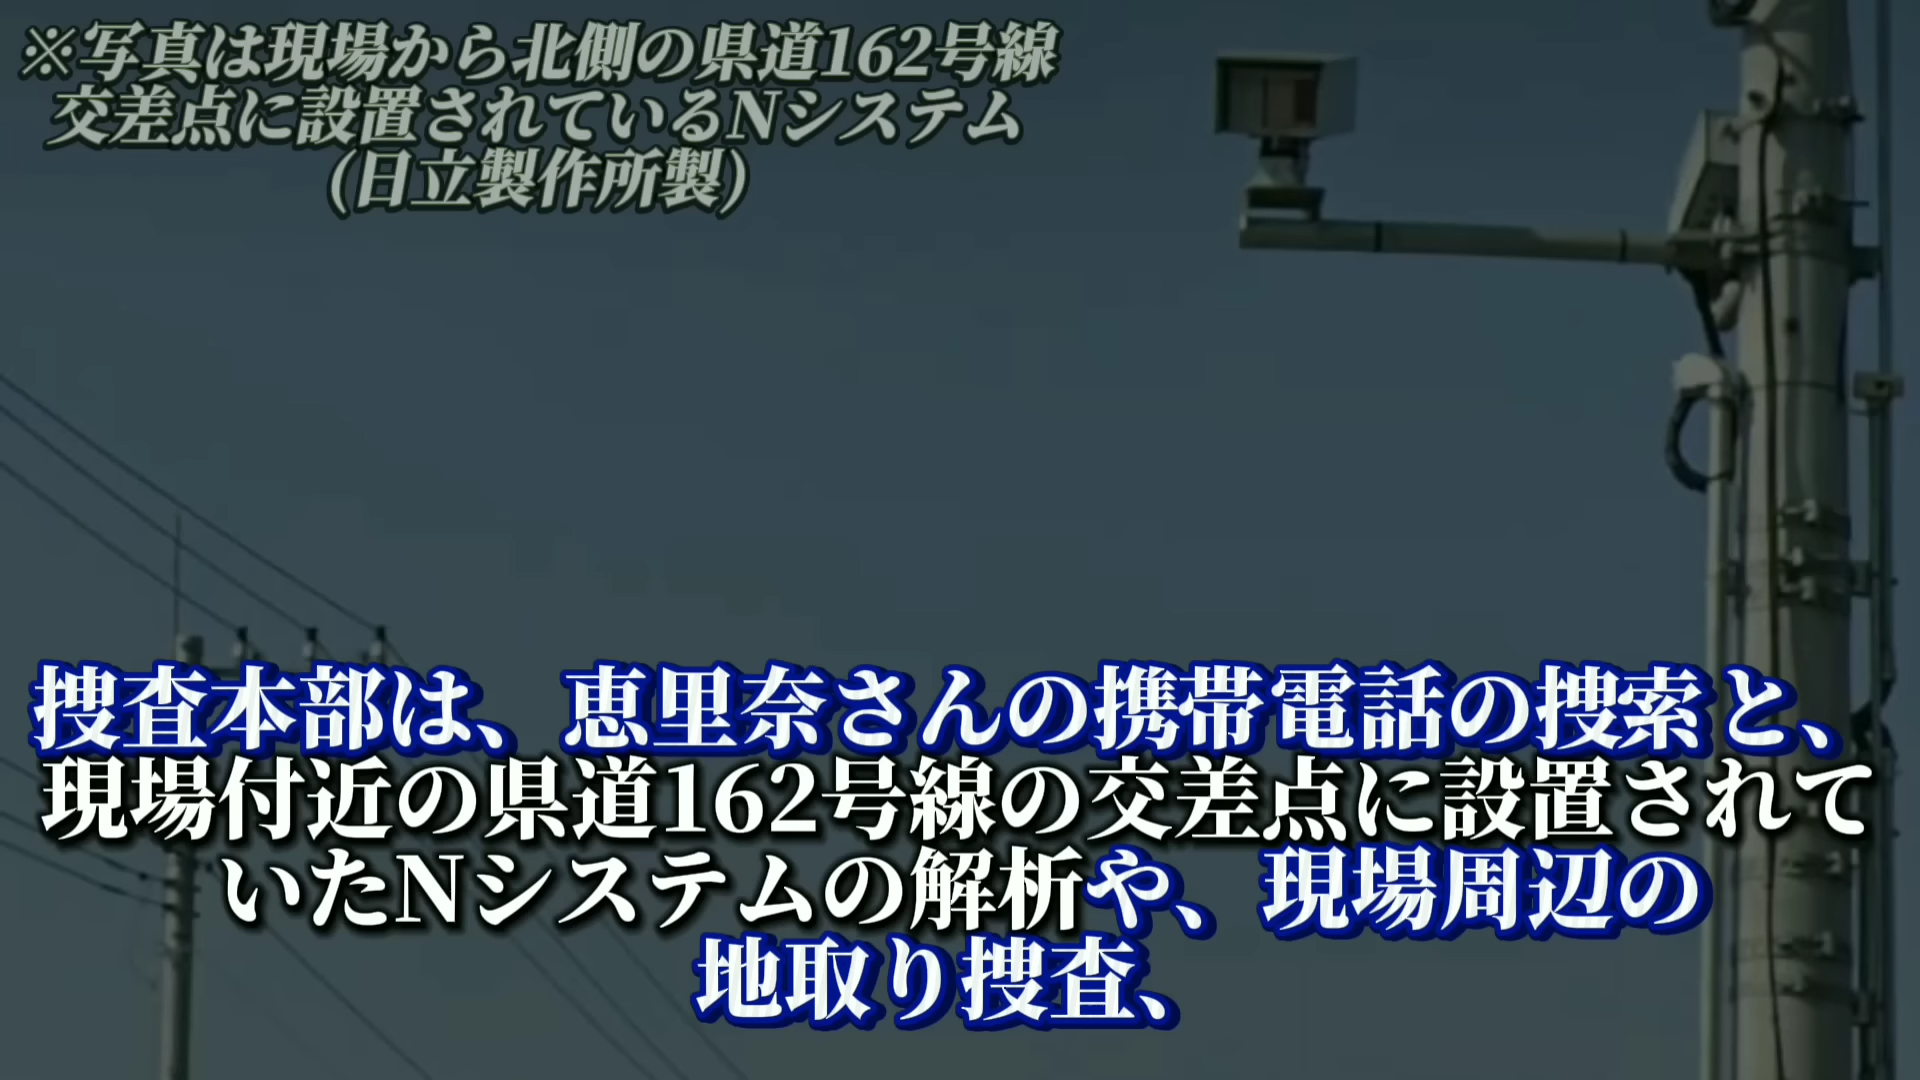 ※写真は現場から北側の県道162号線
交差点に設置されているNシステム
(日立製作所製)
捜査本部は、恵里奈さんの携帯電話の捜索と、
現場付近の県道162号線の交差点に設置されて
いたNシステムの解析や、現場周辺の
地取り捜査、